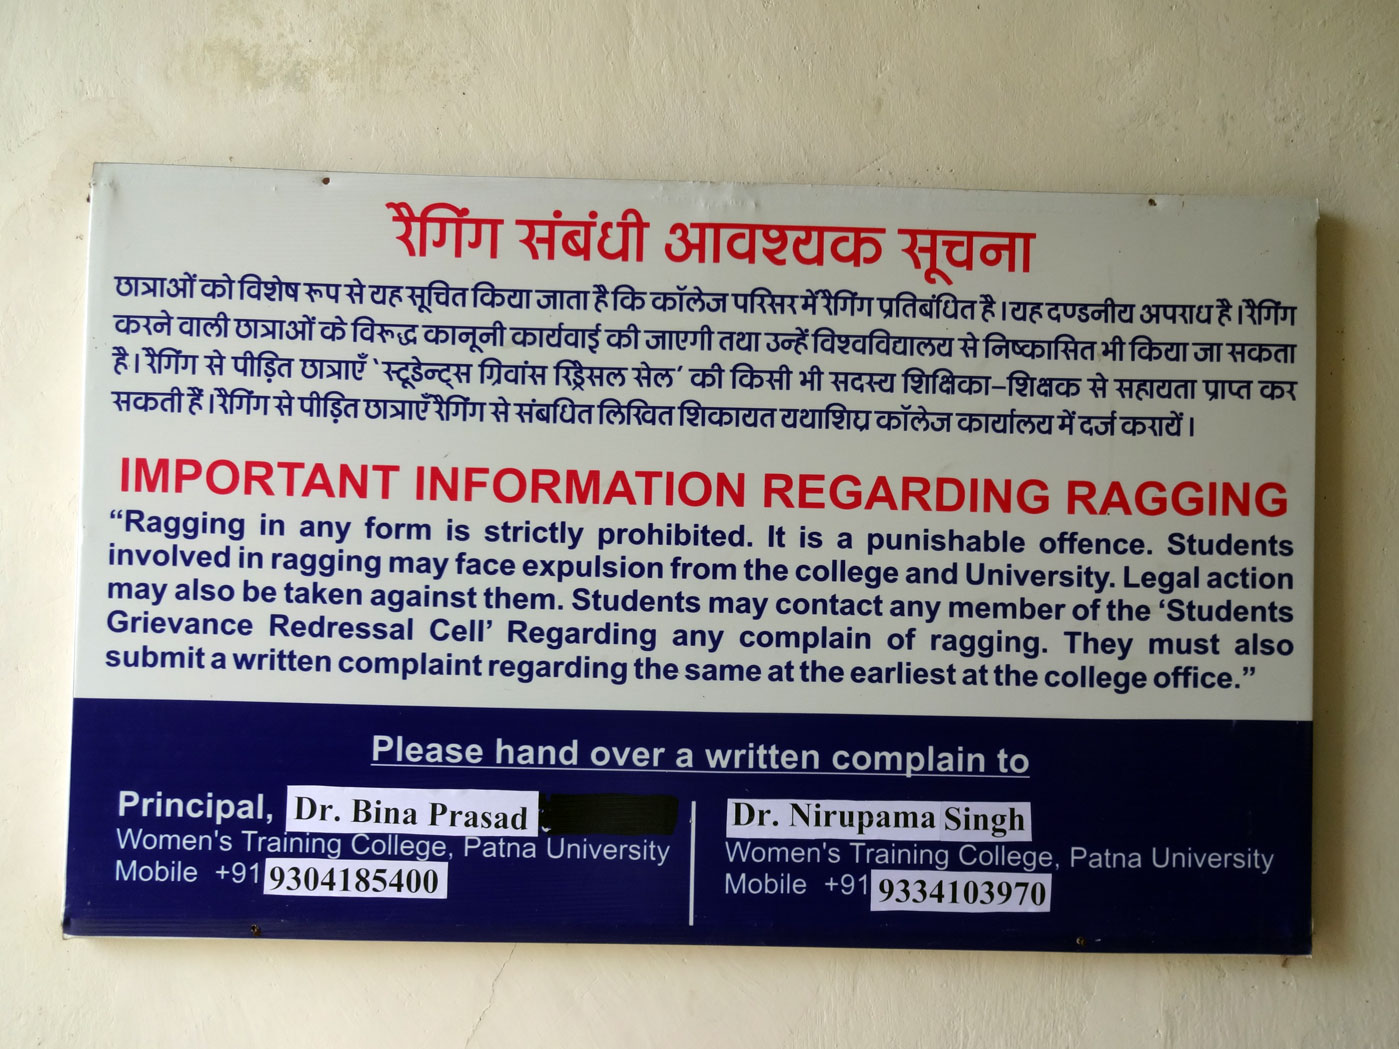 रैगिंग संबंधी आवश्यक सूचना
छात्राओं को विशेष रूप से यह सूचित किया जाता है कि कॉलेज परिसर में रैगिंग प्रतिबंधित है। यह दण्डनीय अपराध है। रैगिंग
करने वाली छात्राओं के विरूद्ध कानूनी कार्यवाई की जाएगी तथा उन्हें विश्वविद्यालय से निष्कासित भी किया जा सकता
है। रैगिंग से पीड़ित छात्राएँ ‘स्टूडेन्ट्स ग्रिवांस रिड्रैसल सेल’ की किसी भी सदस्य शिक्षिका–शिक्षक से सहायता प्राप्त कर
सकती हैं। रैगिंग से पीड़ित छात्राएँ रैगिंग से संबधित लिखित शिकायत यथाशिघ्र कॉलेज कार्यालय में दर्ज करायें।
IMPORTANT INFORMATION REGARDING RAGGING
“Ragging in any form is strictly prohibited. It is a punishable offence. Students
involved in ragging may face expulsion from the college and University. Legal action
may also be taken against them. Students may contact any member of the ‘Students
Grievance Redressal Cell’ Regarding any complain of ragging. They must also
submit a written complaint regarding the same at the earliest at the college office.”
Please hand over a written complain to
Principal, Dr. Bina Prasad
Women's Training College, Patna University
Mobile +91 9304185400
Dr. Nirupama Singh
Women's Training College, Patna University
Mobile +91 9334103970